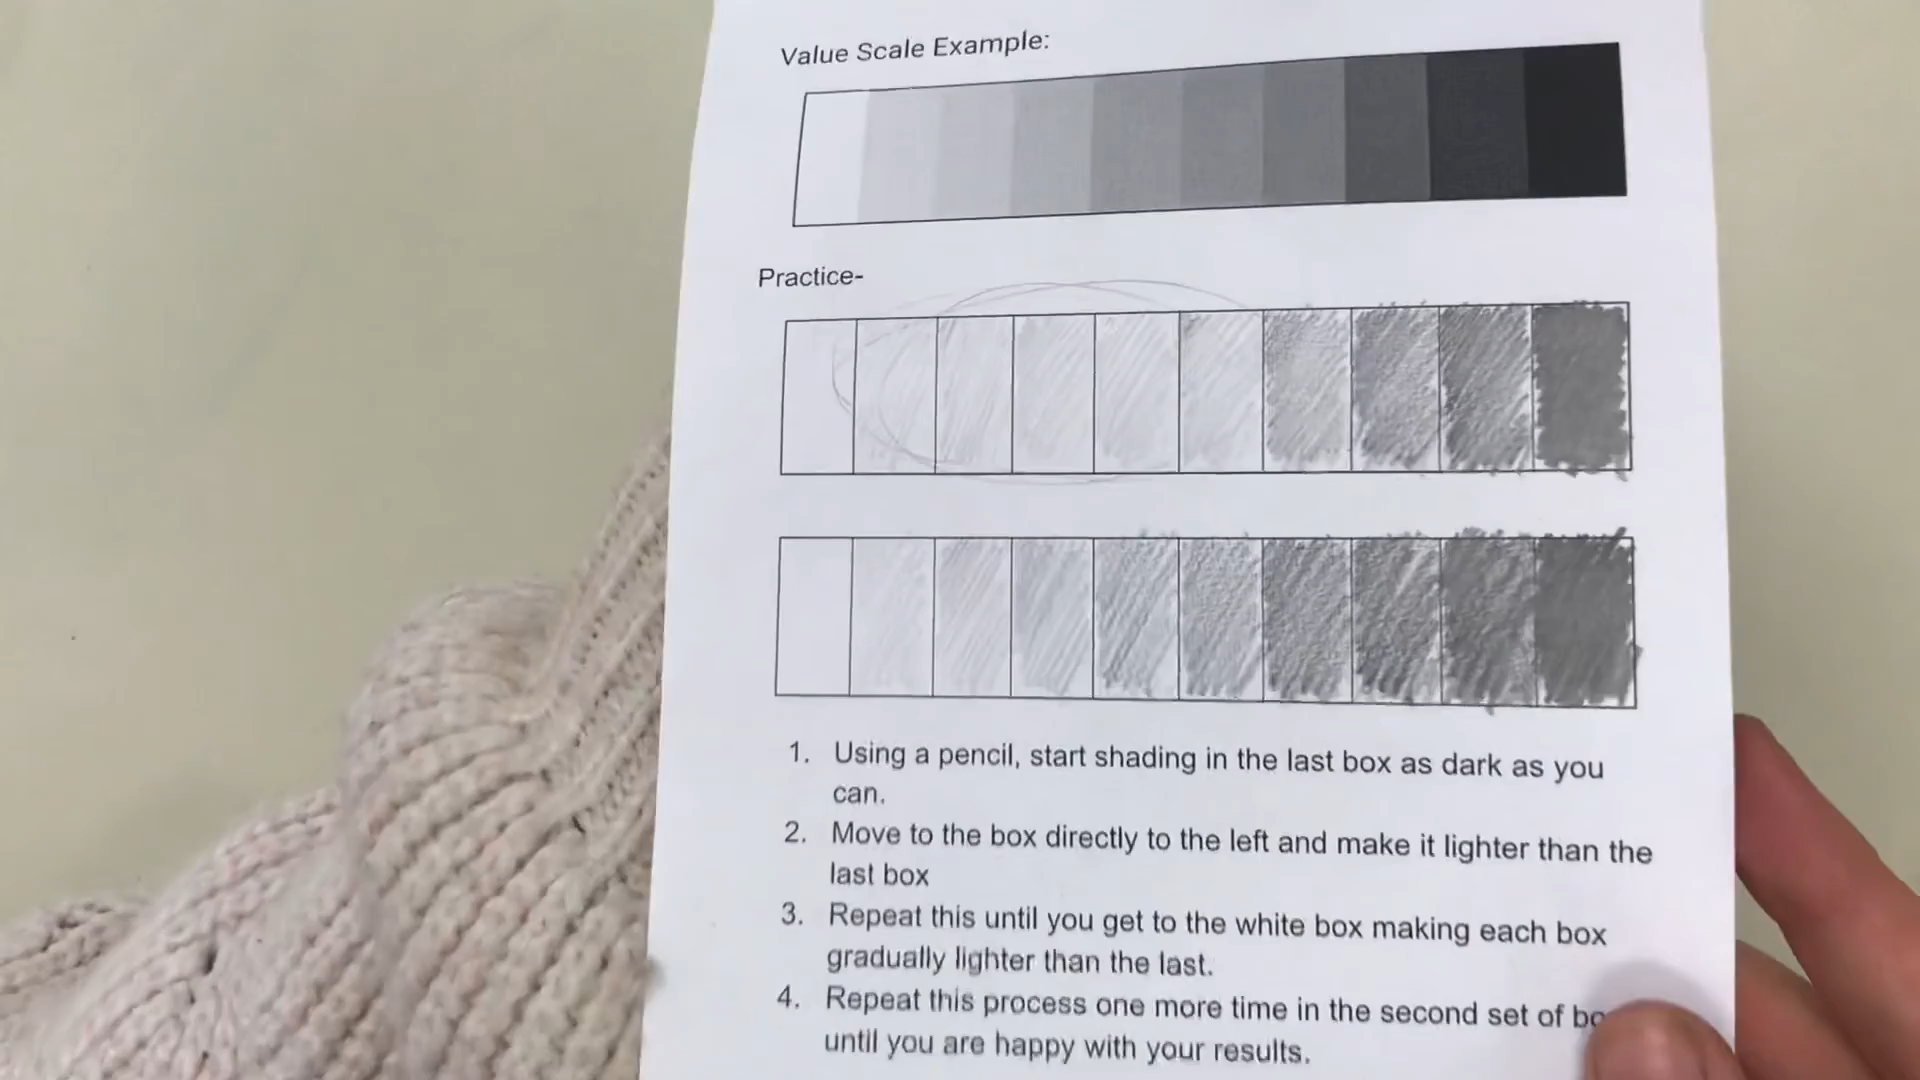 Value Scale Example:
Practice-
1. Using a pencil, start shading in the last box as dark as you
can.
2. Move to the box directly to the left and make it lighter than the
last box
3. Repeat this until you get to the white box making each box
gradually lighter than the last.
4. Repeat this process one more time in the second set of
until you are happy with your results.